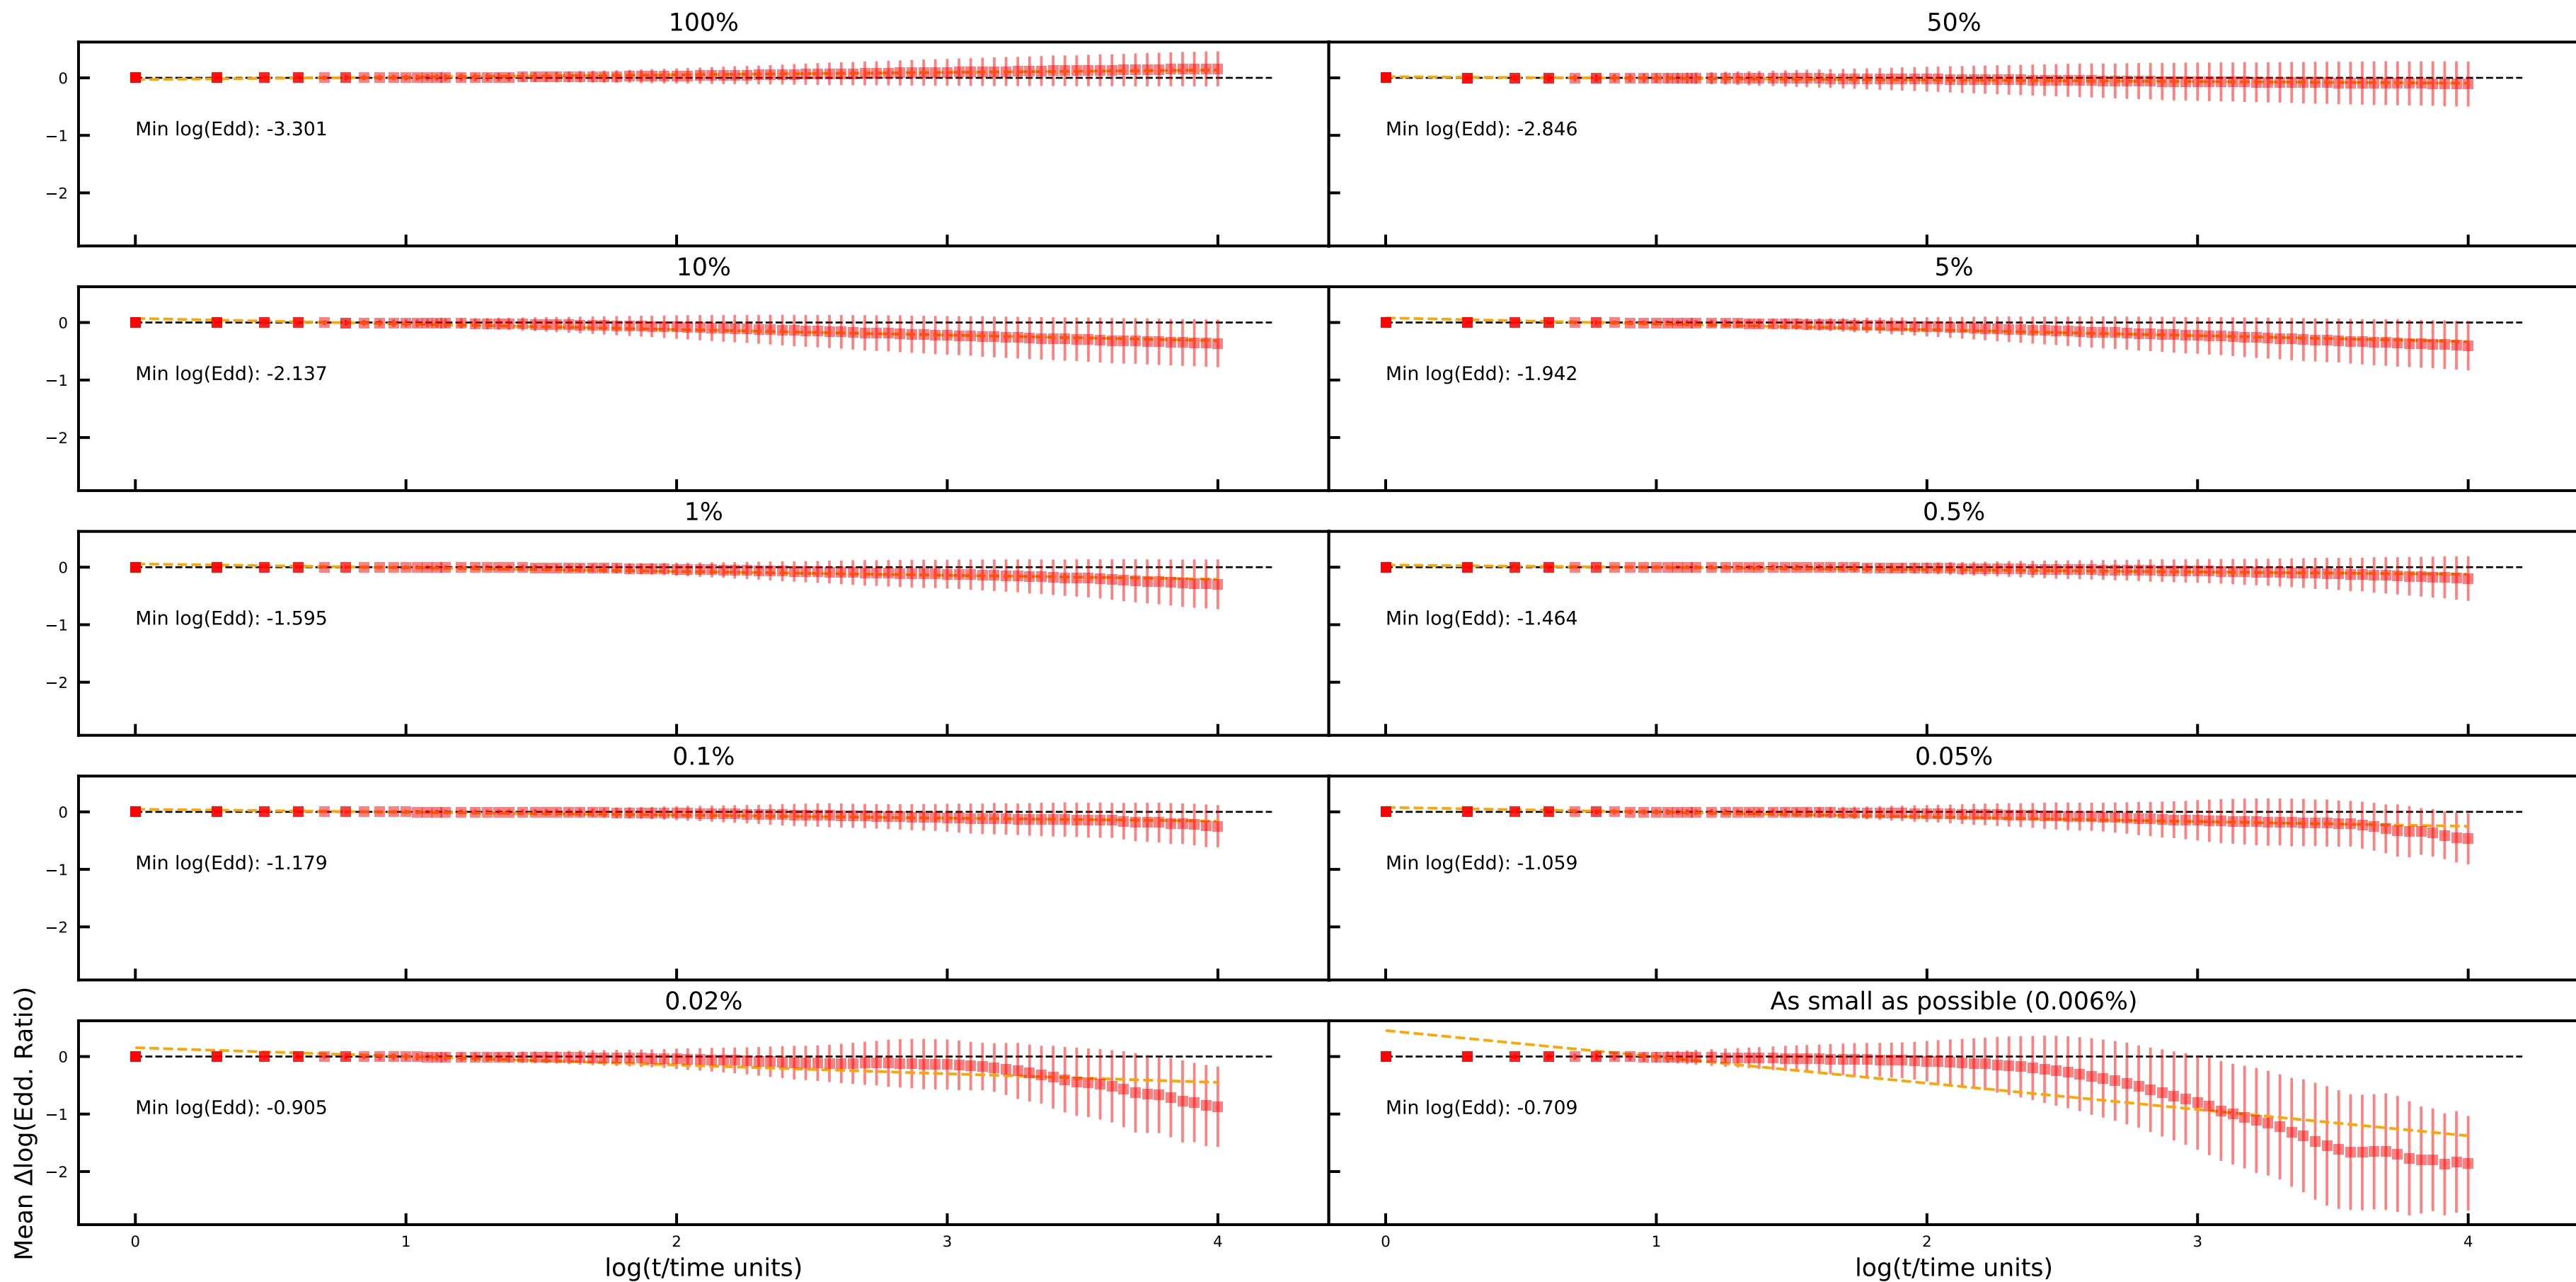 100% 50%
0
−1
−2
Min log(Edd): -3.301
Min log(Edd): -2.846
10% 5%
0
−1
−2
Min log(Edd): -2.137
Min log(Edd): -1.942
1% 0.5%
0
−1
−2
Min log(Edd): -1.595
Min log(Edd): -1.464
0.1% 0.05%
0
−1
−2
Min log(Edd): -1.179
Min log(Edd): -1.059
0.02% As small as possible (0.006%)
0
−1
−2
Min log(Edd): -0.905
Min log(Edd): -0.709
Mean Δlog(Edd. Ratio)
0 1 2 3 4
0 1 2 3 4
log(t/time units)
log(t/time units)